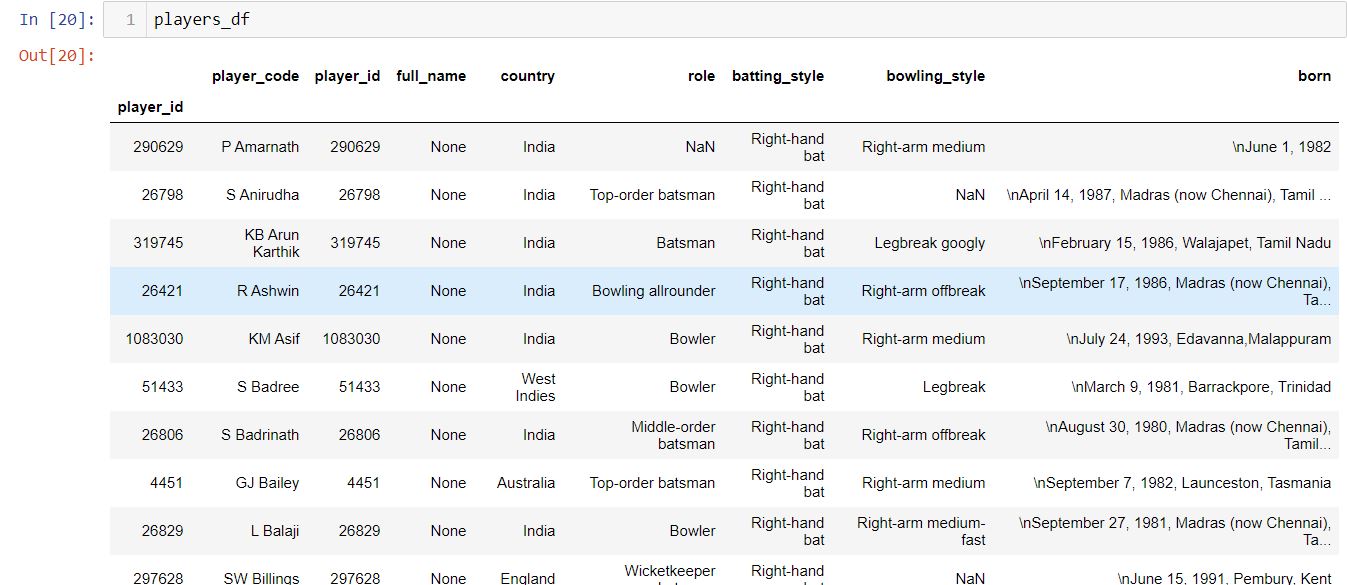 In [20]: 1 players_df
Out[20]:
player_code player_id full_name country role batting_style bowling_style born
player_id
290629 P Amarnath 290629 None India NaN Right-hand bat Right-arm medium \nJune 1, 1982
26798 S Anirudha 26798 None India Top-order batsman Right-hand bat NaN \nApril 14, 1987, Madras (now Chennai), Tamil ...
319745 KB Arun Karthik 319745 None India Batsman Right-hand bat Legbreak googly \nFebruary 15, 1986, Walajapet, Tamil Nadu
26421 R Ashwin 26421 None India Bowling allrounder Right-hand bat Right-arm offbreak \nSeptember 17, 1986, Madras (now Chennai), Ta...
1083030 KM Asif 1083030 None India Bowler Right-hand bat Right-arm medium \nJuly 24, 1993, Edavanna,Malappuram
51433 S Badree 51433 None West Indies Bowler Right-hand bat Legbreak \nMarch 9, 1981, Barrackpore, Trinidad
26806 S Badrinath 26806 None India Middle-order batsman Right-hand bat Right-arm offbreak \nAugust 30, 1980, Madras (now Chennai), Tamil...
4451 GJ Bailey 4451 None Australia Top-order batsman Right-hand bat Right-arm medium \nSeptember 7, 1982, Launceston, Tasmania
26829 L Balaji 26829 None India Bowler Right-hand bat Right-arm medium-fast \nSeptember 27, 1981, Madras (now Chennai), Ta...
297628 SW Billings 297628 None England Wicketkeeper Right-hand NaN \nJune 15, 1991, Pembury, Kent